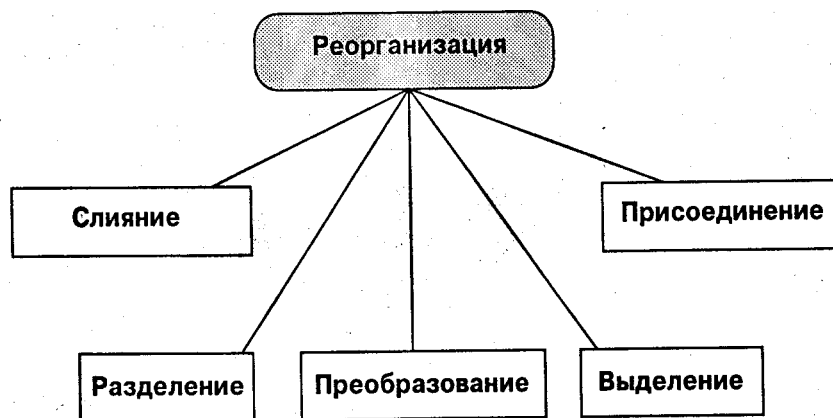 Реорганизация
Слияние
Присоединение
Разделение
Преобразование
Выделение